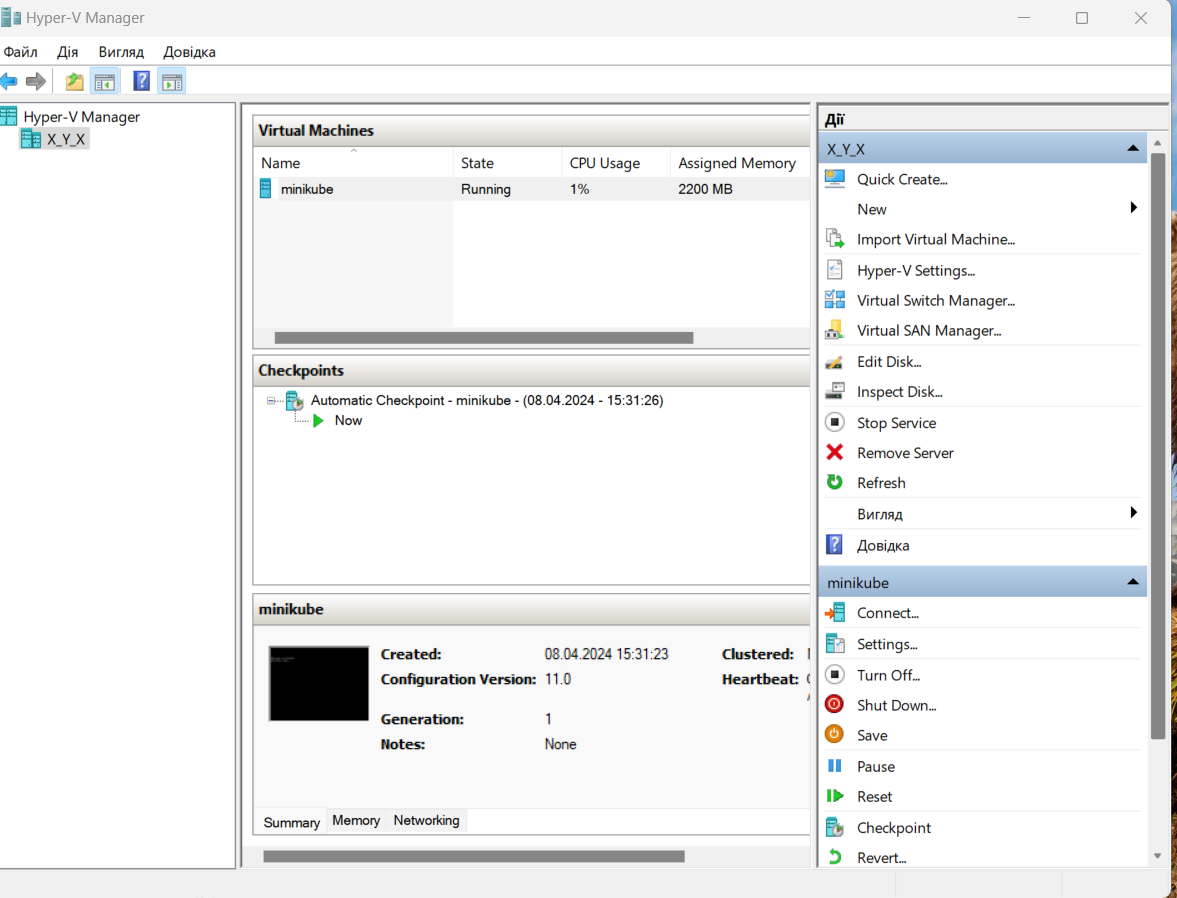 Hyper-V Manager
Файл Дія Вигляд Довідка
Hyper-V Manager
X_Y_X
Virtual Machines
Name State CPU Usage Assigned Memory
minikube Running 1% 2200 MB
Checkpoints
Automatic Checkpoint - minikube - (08.04.2024 - 15:31:26)
Now
minikube
Created: 08.04.2024 15:31:23 Clustered:
Configuration Version: 11.0 Heartbeat:
Generation: 1
Notes: None
Summary Memory Networking
Дії
X_Y_X
Quick Create...
New
Import Virtual Machine...
Hyper-V Settings...
Virtual Switch Manager...
Virtual SAN Manager...
Edit Disk...
Inspect Disk...
Stop Service
Remove Server
Refresh
Вигляд
Довідка
minikube
Connect...
Settings...
Turn Off...
Shut Down...
Save
Pause
Reset
Checkpoint
Revert...